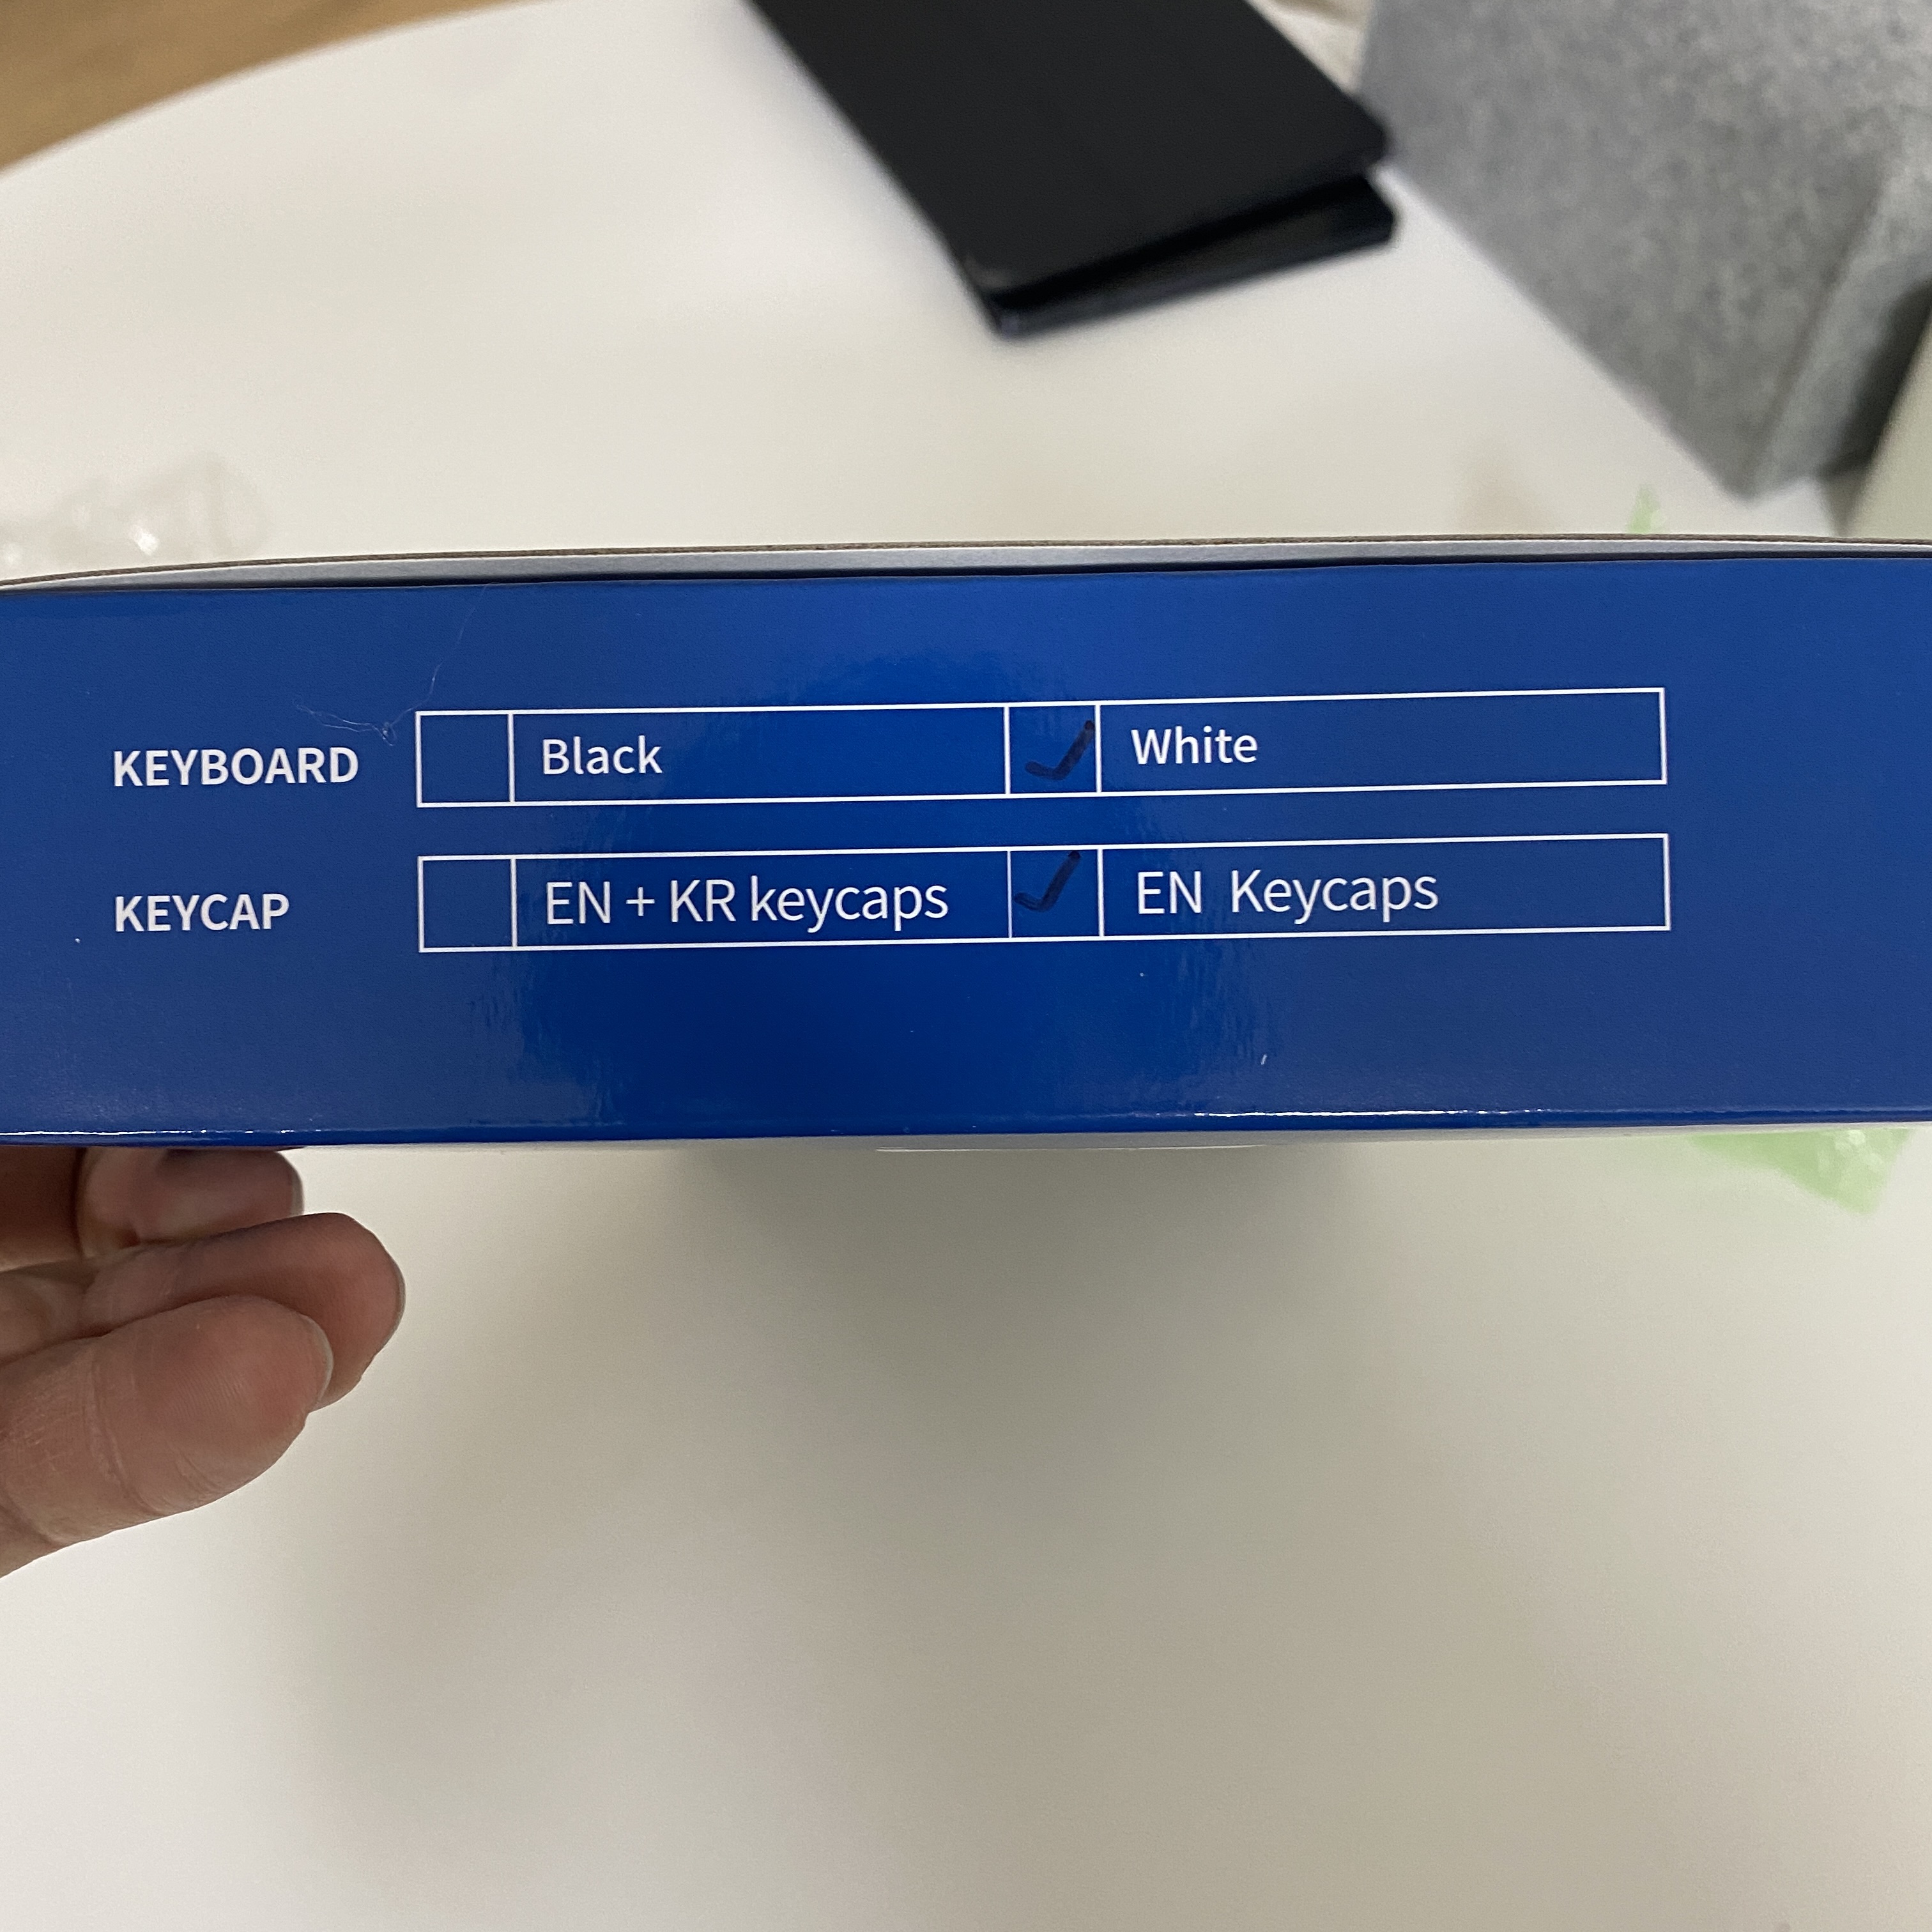 KEYBOARD Black ✓ White
KEYCAP EN + KR keycaps ✓ EN Keycaps